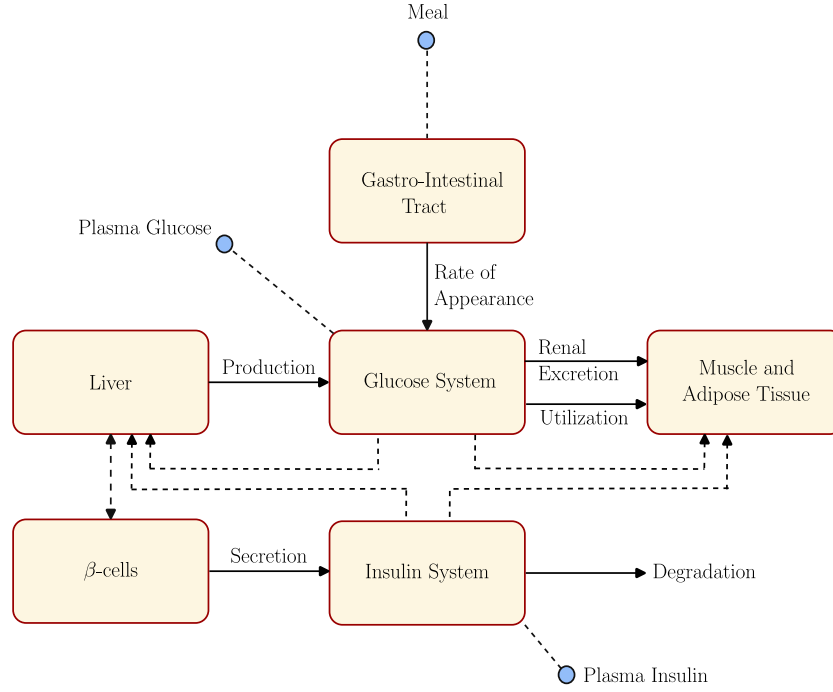 Meal
Gastro-Intestinal
Tract
Plasma Glucose
Rate of
Appearance
Liver
Production
Glucose System
Renal
Excretion
Utilization
Muscle and
Adipose Tissue
β-cells
Secretion
Insulin System
Degradation
Plasma Insulin